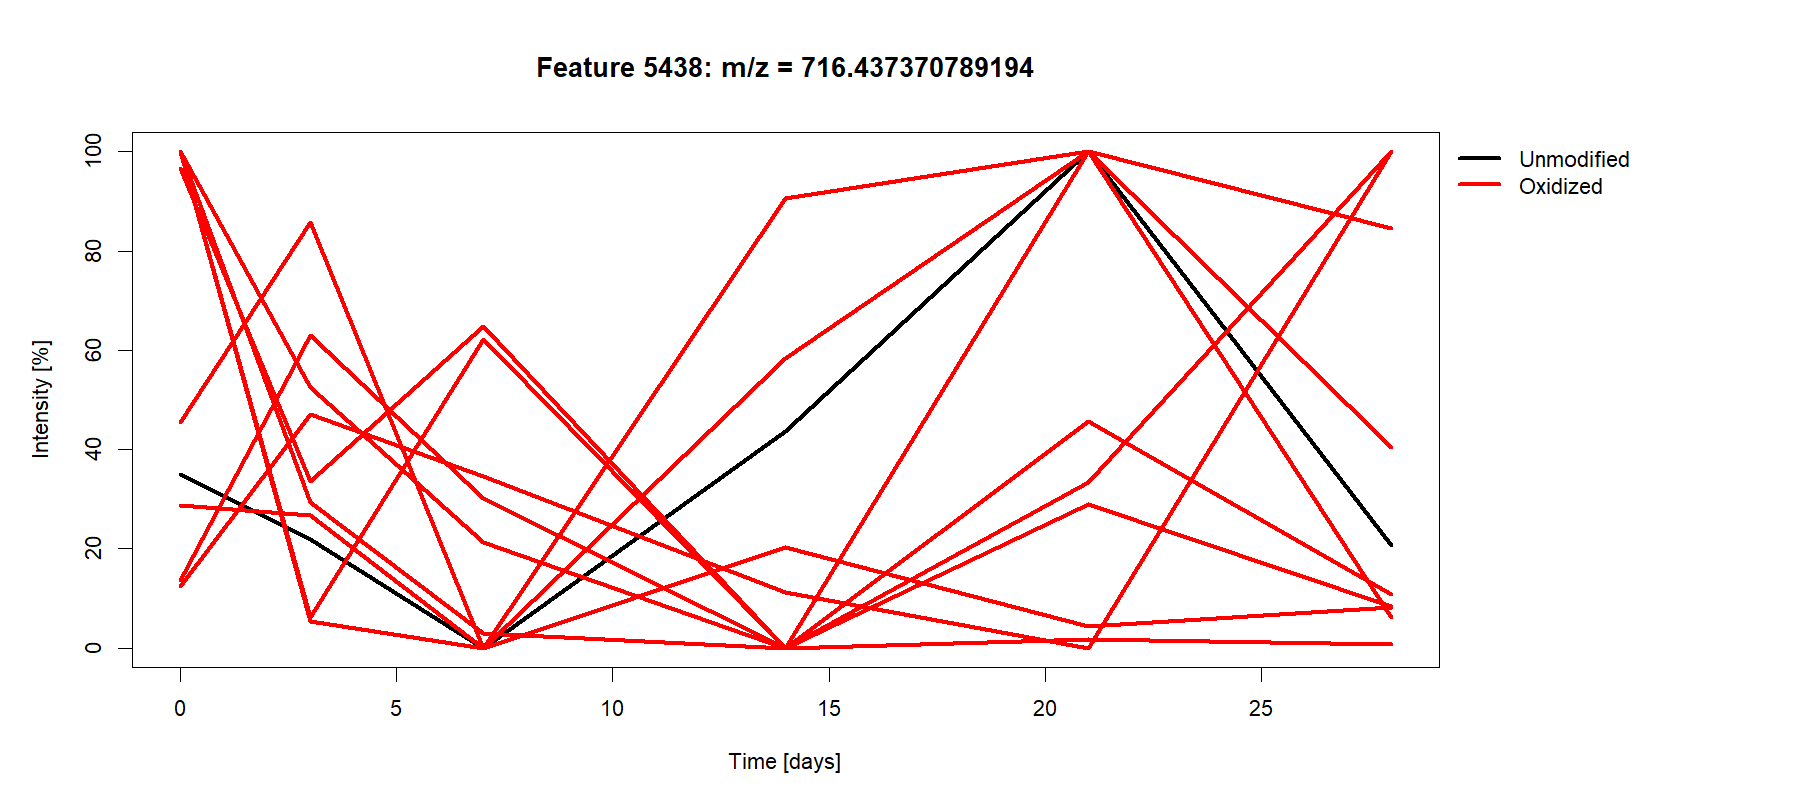 Feature 5438: m/z = 716.437370789194
Unmodified
Oxidized
Intensity [%]
100
80
60
40
20
0
0 5 10 15 20 25
Time [days]